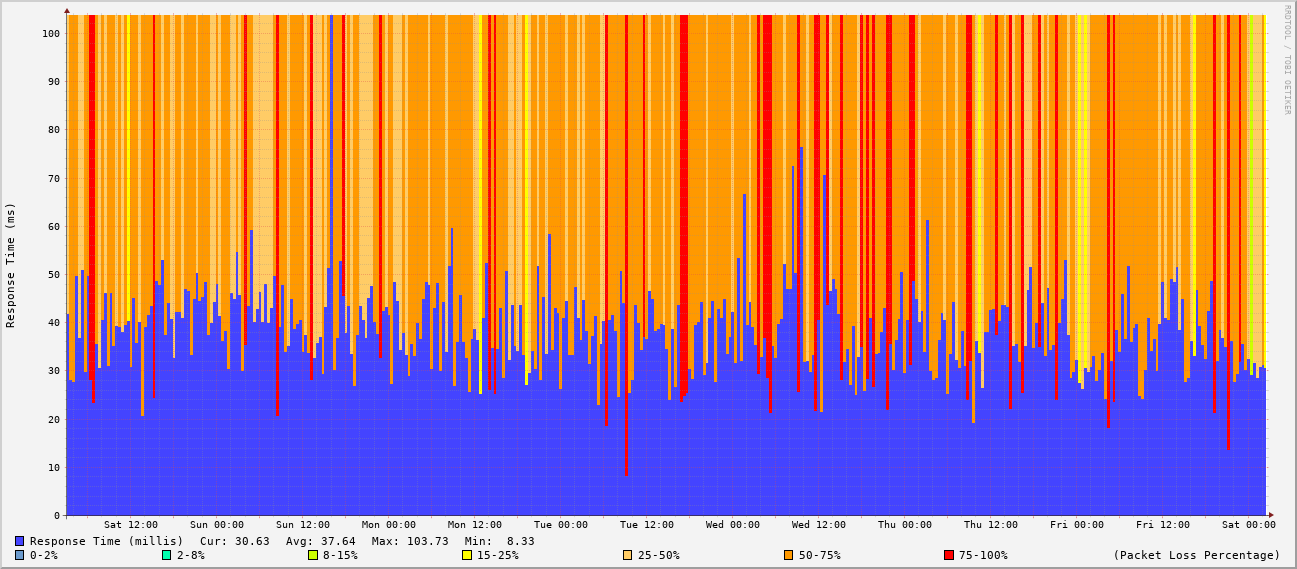 RRDTOOL / TOBI OETIKER
Response Time (ms)
100
90
80
70
60
50
40
30
20
10
0
Sat 12:00 Sun 00:00 Sun 12:00 Mon 00:00 Mon 12:00 Tue 00:00 Tue 12:00 Wed 00:00 Wed 12:00 Thu 00:00 Thu 12:00 Fri 00:00 Fri 12:00 Sat 00:00
Response Time (millis) Cur: 30.63 Avg: 37.64 Max: 103.73 Min: 8.33
0-2% 2-8% 8-15% 15-25% 25-50% 50-75% 75-100% (Packet Loss Percentage)